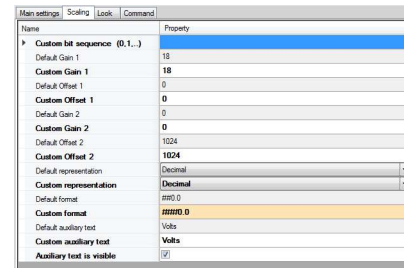 Main settings Scaling Look Command
Name Property
Custom bit sequence (0,1,...)
Default Gain 1 18
Custom Gain 1 18
Default Offset 1 0
Custom Offset 1 0
Default Gain 2 0
Custom Gain 2 0
Default Offset 2 1024
Custom Offset 2 1024
Default representation Decimal
Custom representation Decimal
Default format ##0.0
Custom format ####0.0
Default auxiliary text Volts
Custom auxiliary text Volts
Auxiliary text is visible